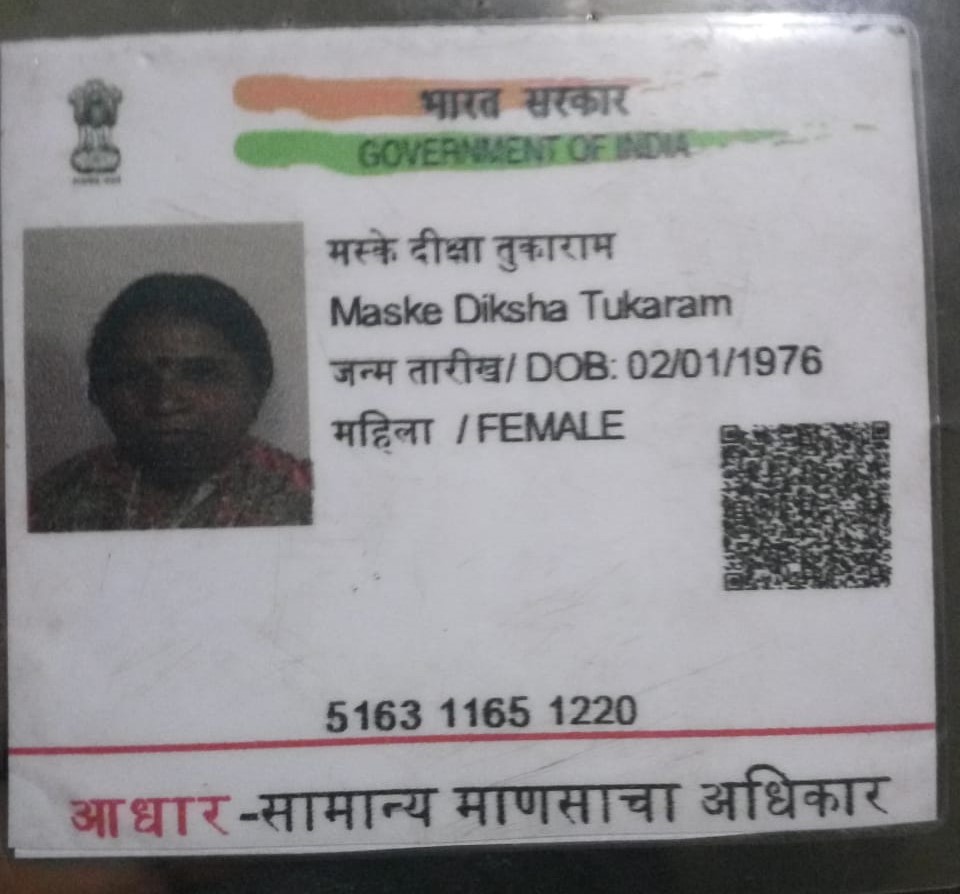 भारत सरकार
GOVERNMENT OF INDIA
मस्के दीक्षा तुकाराम
Maske Diksha Tukaram
जन्म तारीख/ DOB: 02/01/1976
महिला / FEMALE
5163 1165 1220
आधार-सामान्य माणसाचा अधिकार